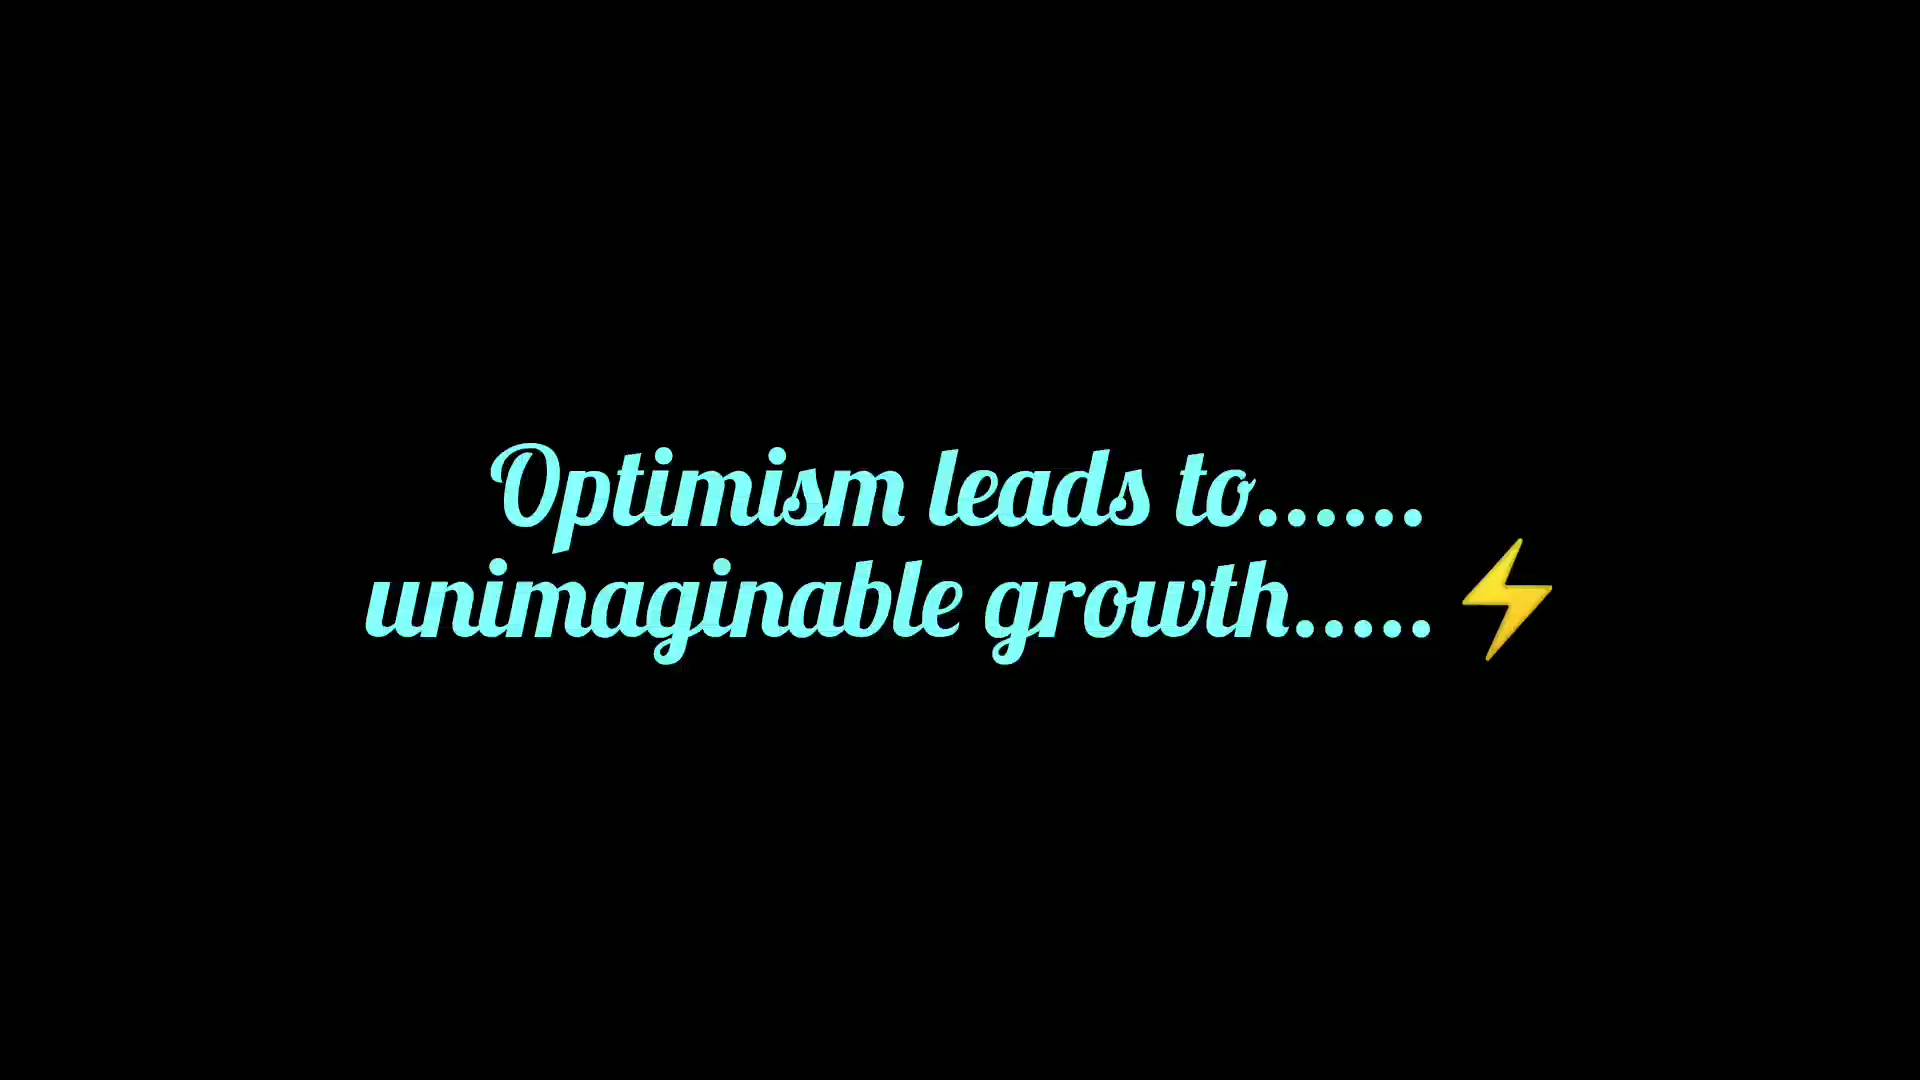 Optimism leads to......
unimaginable growth.....⚡